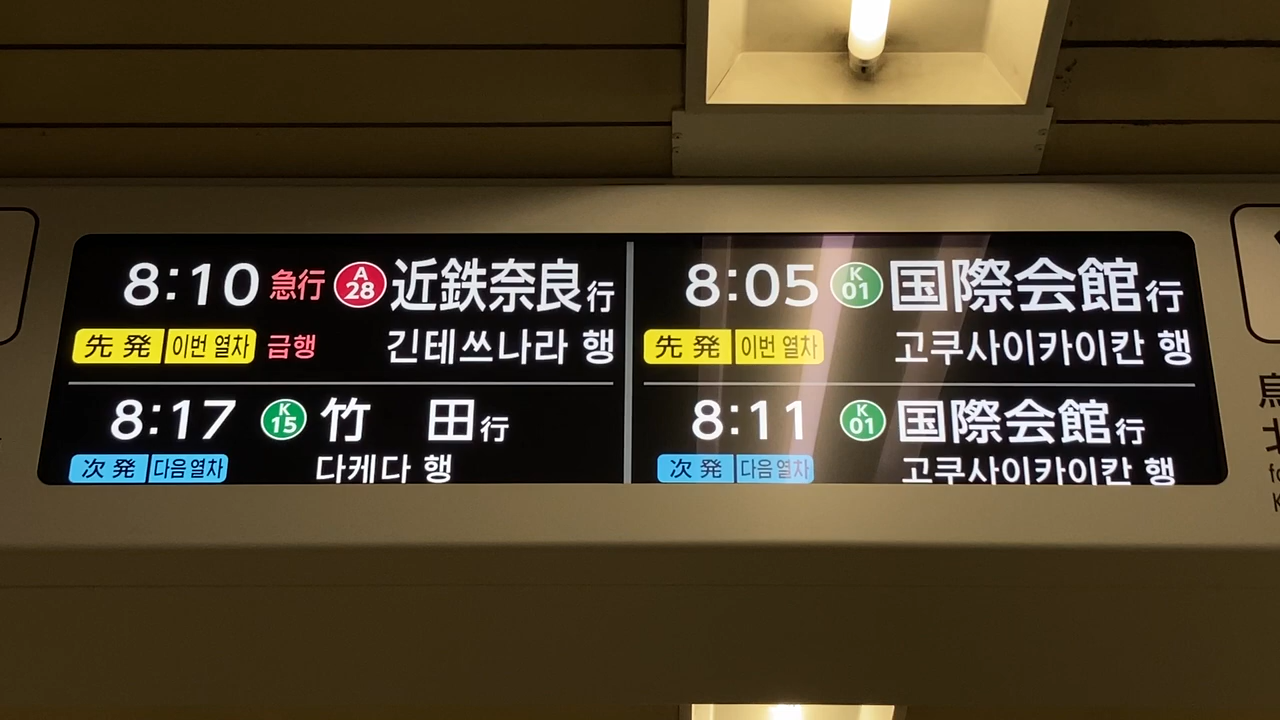 8:10 急行 A 28 近鉄奈良行
先発 이번 열차 급행 긴테쓰나라 행
8:17 K 15 竹 田行
次発 다음 열차 다케다 행
8:05 K 01 国際会館行
先発 이번 열차 고쿠사이카이칸 행
8:11 K 01 国際会館行
次発 다음 열차 고쿠사이카이칸 행